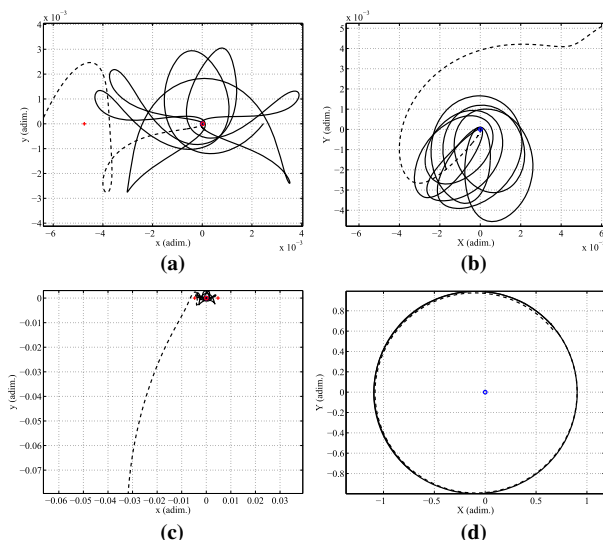 x 10⁻³
4
3
2
1
0
−1
−2
−3
−4
y (adim.)
−6 −4 −2 0 2 4
x (adim.)
x 10⁻³
(a)
x 10⁻³
5
4
3
2
1
0
−1
−2
−3
−4
Y (adim.)
−6 −4 −2 0 2 4 6
X (adim.)
x 10⁻
(b)
0
−0.01
−0.02
−0.03
−0.04
−0.05
−0.06
−0.07
y (adim.)
−0.06 −0.05 −0.04 −0.03 −0.02 −0.01 0 0.01 0.02 0.03
x (adim.)
(c)
0.8
0.6
0.4
0.2
0
−0.2
−0.4
−0.6
−0.8
Y (adim.)
−1 −0.5 0 0.5 1
X (adim.)
(d)